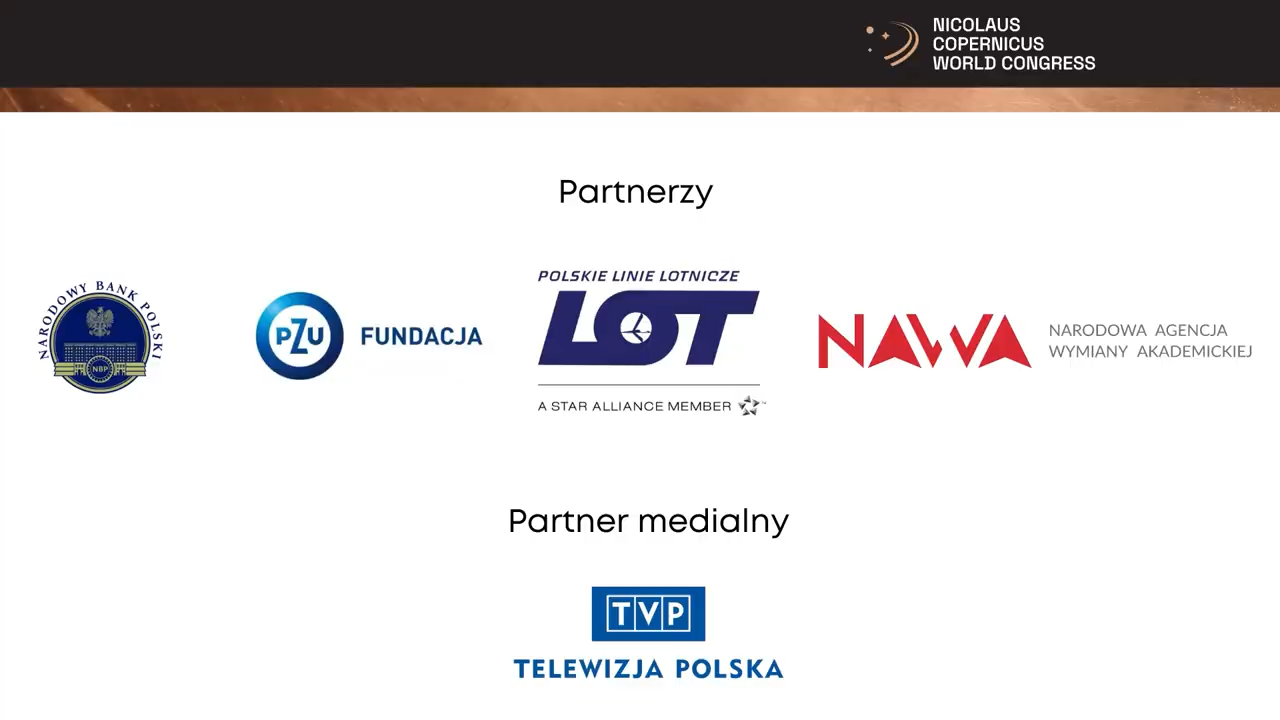 NICOLAUS
COPERNICUS
WORLD CONGRESS
Partnerzy
NARODOWY BANK POLSKI
NBP
PZU
FUNDACJA
POLSKIE LINIE LOTNICZE
LOT
A STAR ALLIANCE MEMBER
NAWA
NARODOWA AGENCJA
WYMIANY AKADEMICKIEJ
Partner medialny
TVP
TELEWIZJA POLSKA